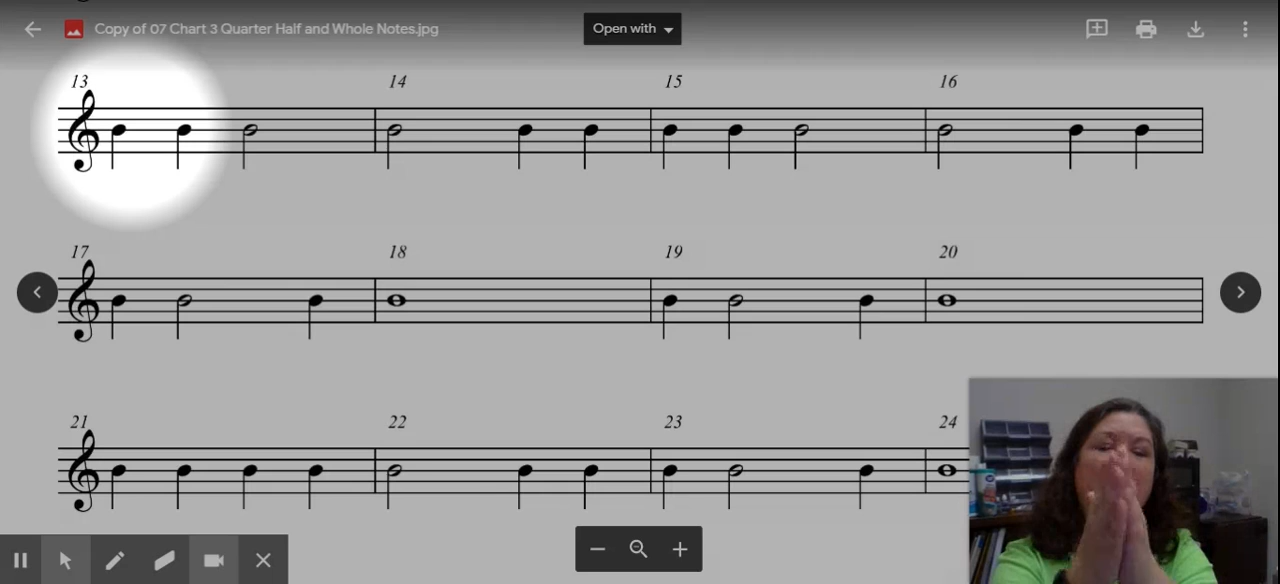 Copy of 07 Chart 3 Quarter Half and Whole Notes.jpg
Open with
13 14 15 16
17 18 19 20
21 22 23 24